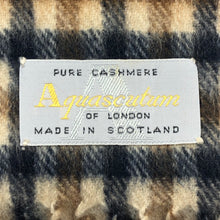 PURE CASHMERE
Aquascutum
OF LONDON
MADE IN SCOTLAND